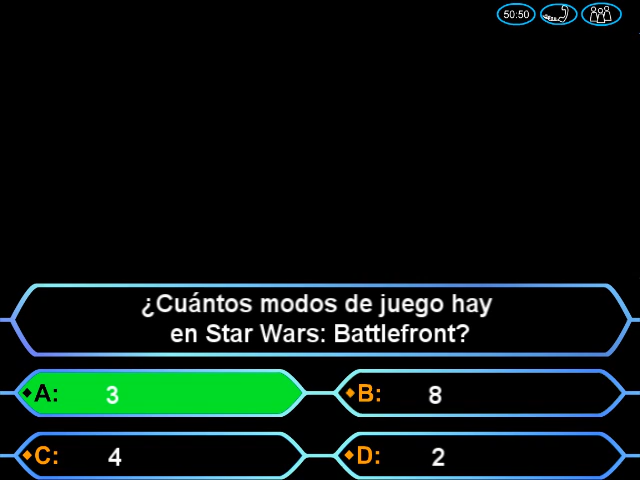 50:50
¿Cuántos modos de juego hay
en Star Wars: Battlefront?
A: 3
B: 8
C: 4
D: 2